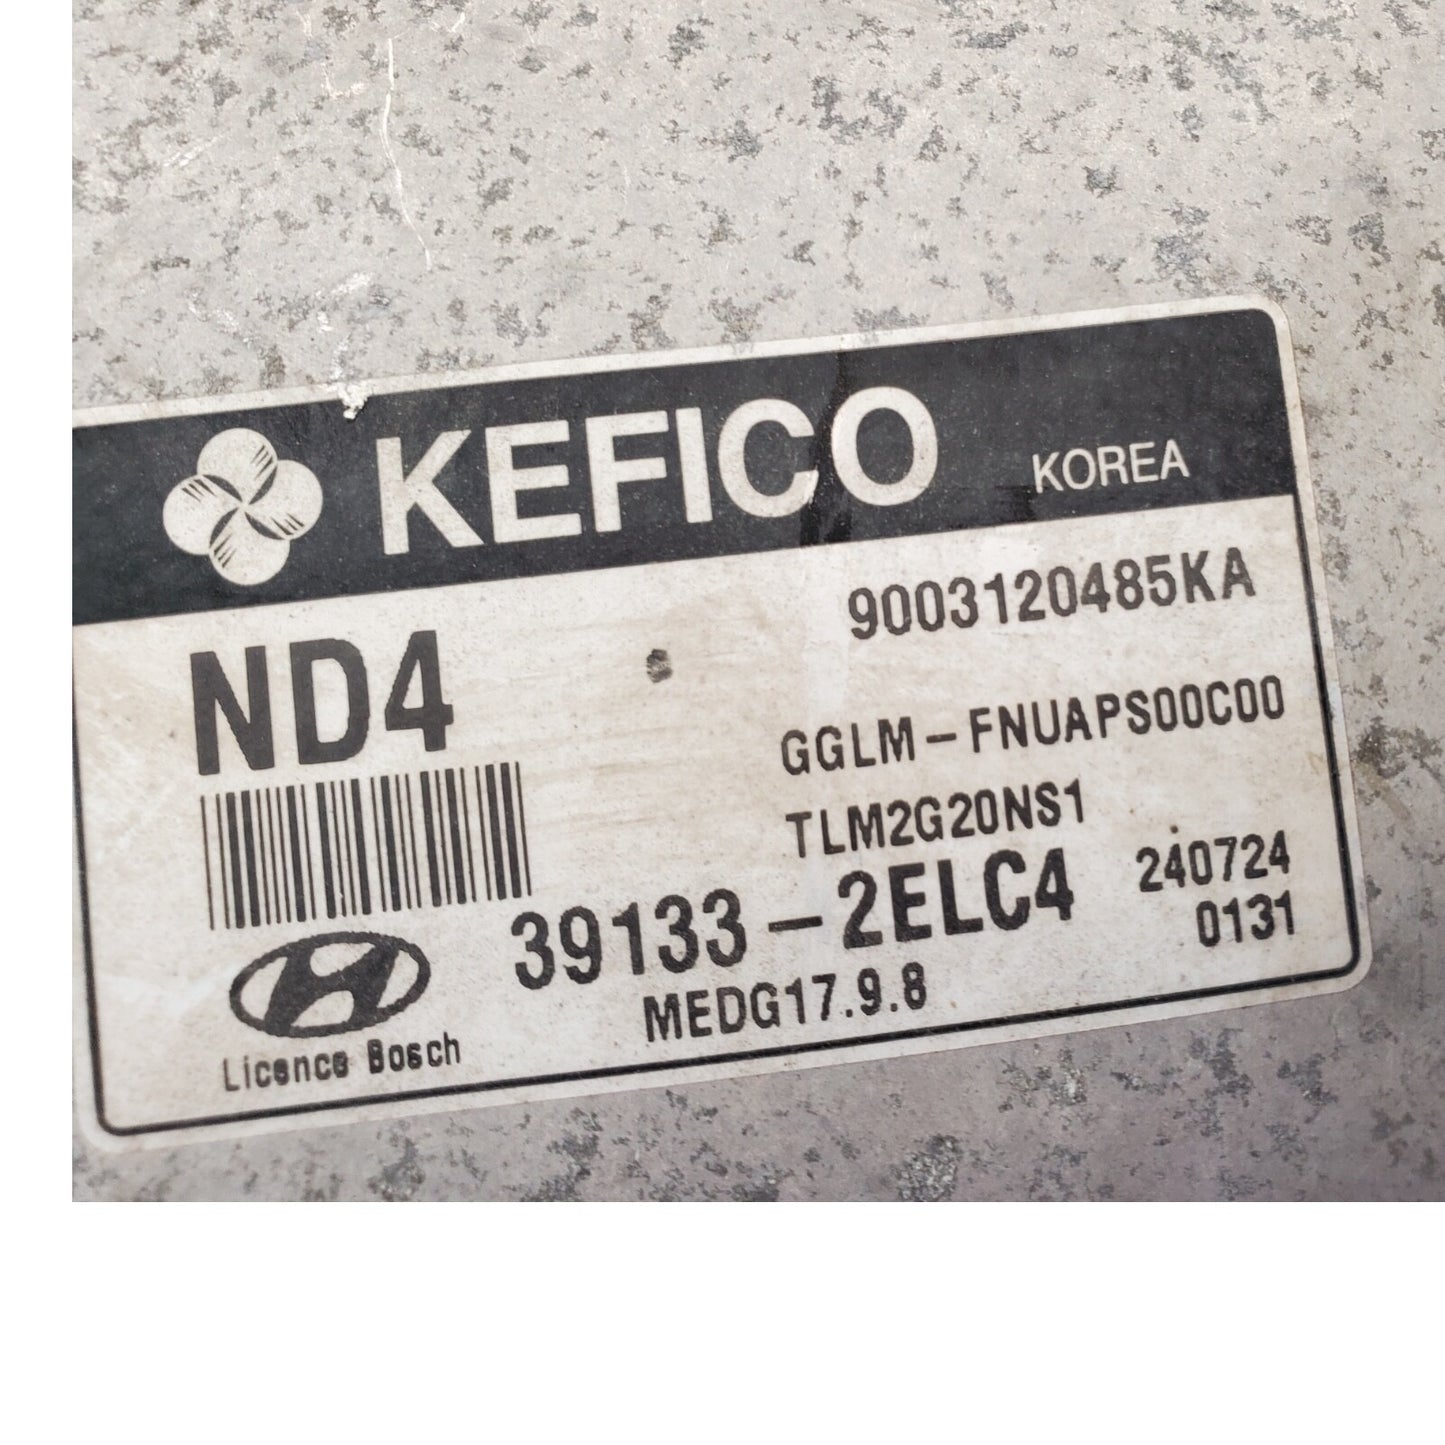 KEFICO KOREA
9003120485KA
ND4
GGLM-FNUAPS00C00
TLM2G20NS1
39133-2ELC4 240724
0131
MEDG17.9.8
Licence Bosch